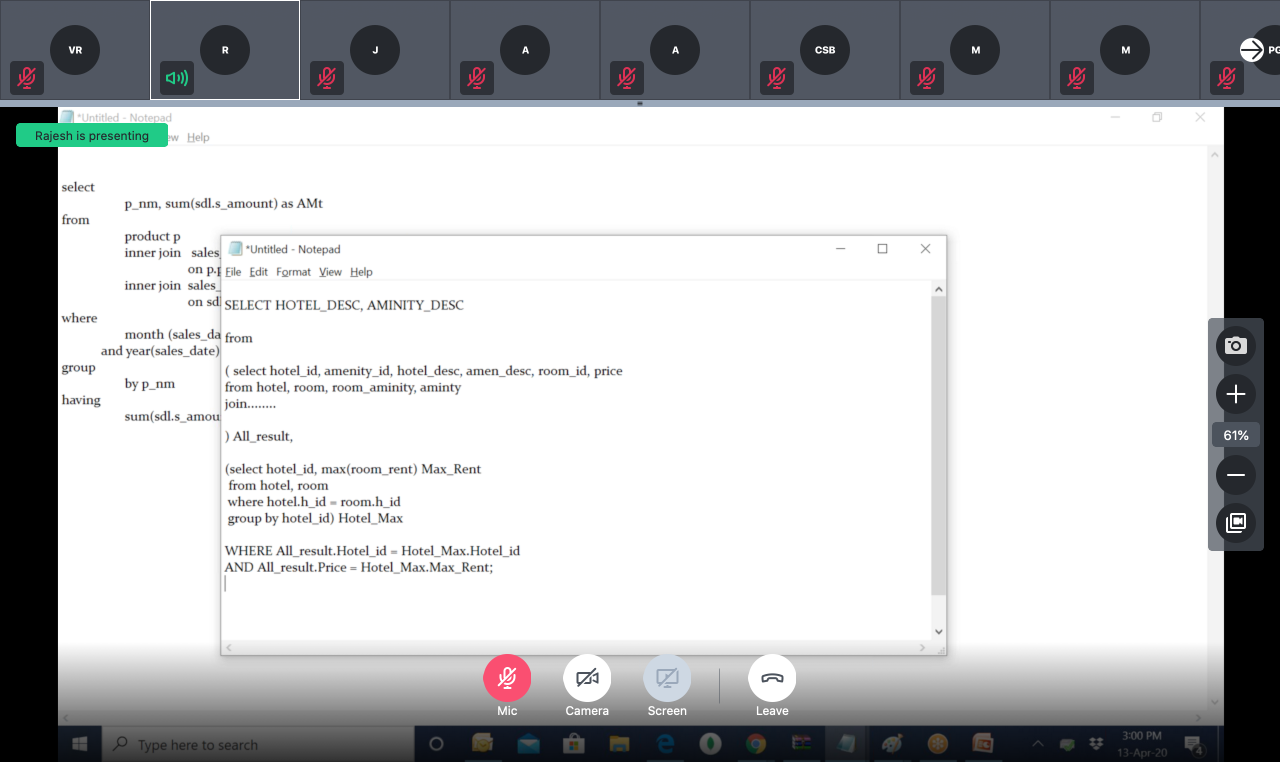 VR
R
J
A
A
CSB
M
M
PG
*Untitled - Notepad
Rajesh is presenting
Help
select
p_nm, sum(sdl.s_amount) as AMt
from
product p
inner join sales_
on p.p
inner join sales_
on sdl
where
month (sales_da
and year(sales_date)
group
by p_nm
having
sum(sdl.s_amou
*Untitled - Notepad
File Edit Format View Help
SELECT HOTEL_DESC, AMINITY_DESC
from
( select hotel_id, amenity_id, hotel_desc, amen_desc, room_id, price
from hotel, room, room_aminity, aminty
join........
) All_result,
(select hotel_id, max(room_rent) Max_Rent
from hotel, room
where hotel.h_id = room.h_id
group by hotel_id) Hotel_Max
WHERE All_result.Hotel_id = Hotel_Max.Hotel_id
AND All_result.Price = Hotel_Max.Max_Rent;
61%
Mic
Camera
Screen
Leave
Type here to search
3:00 PM
13-Apr-20
4